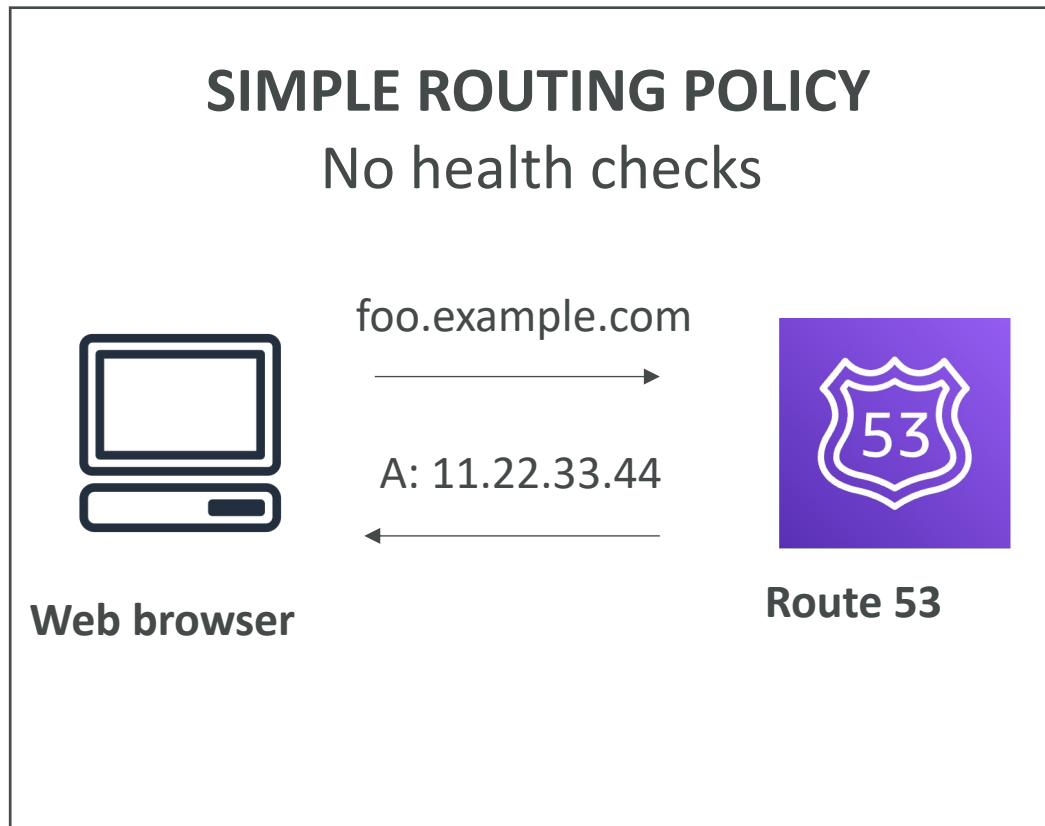 SIMPLE ROUTING POLICY
No health checks
foo.example.com
53
A: 11.22.33.44
Web browser
Route 53